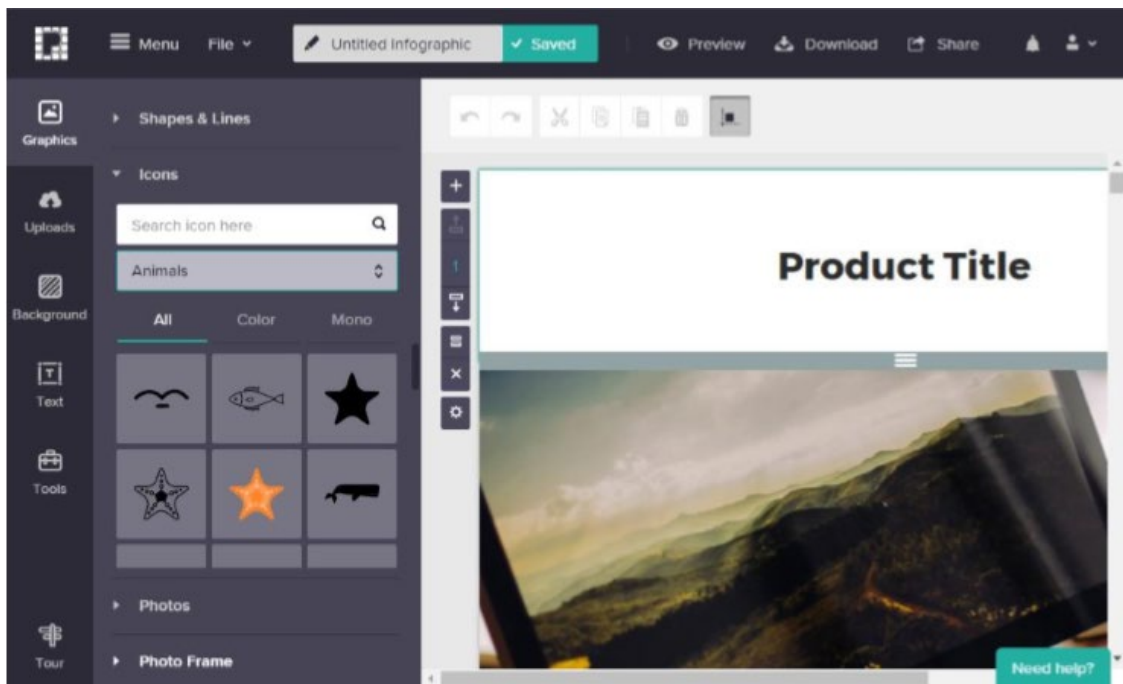 Menu File Untitled Infographic Saved Preview Download Share
Graphics
Uploads
Background
Text
Tools
Tour
Shapes & Lines
Icons
Search icon here
Animals
All Color Mono
Photos
Photo Frame
1
Product Title
Need help?